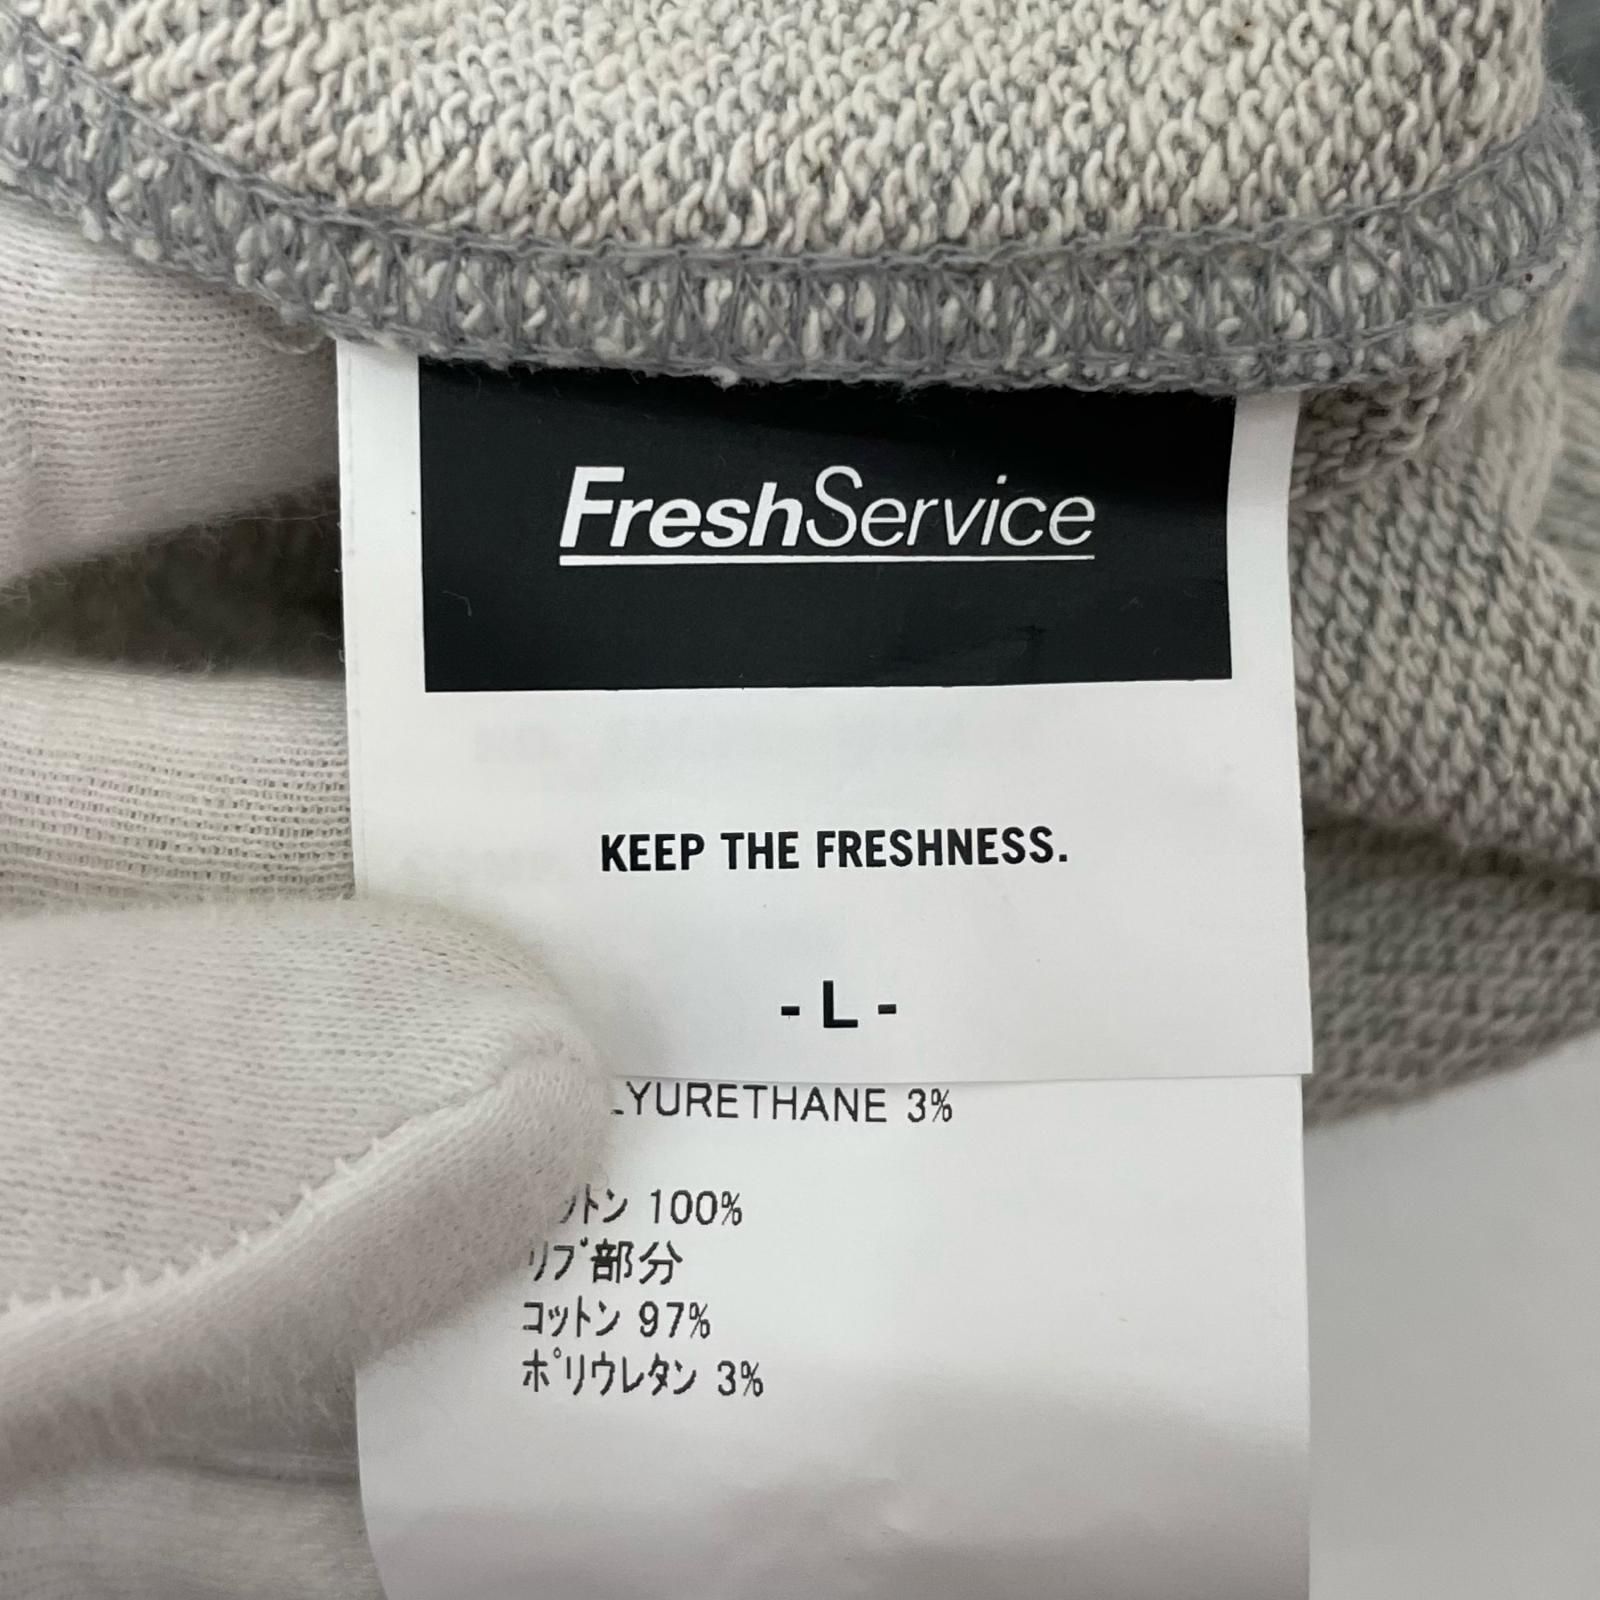 FreshService
KEEP THE FRESHNESS.
- L -
LYURETHANE 3%
ットン 100%
リブ部分
コットン 97%
ポリウレタン 3%